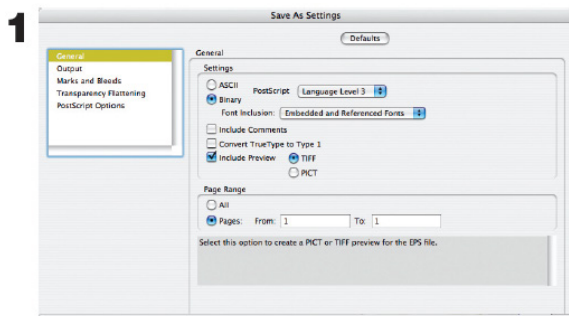 1
Save As Settings
Defaults
General
Output
Marks and Bleeds
Transparency Flattening
PostScript Options
General
Settings
ASCII
Binary
PostScript Language Level 3
Font Inclusion: Embedded and Referenced Fonts
Include Comments
Convert TrueType to Type 1
Include Preview TIFF
PICT
Page Range
All
Pages: From: 1 To: 1
Select this option to create a PICT or TIFF preview for the EPS file.